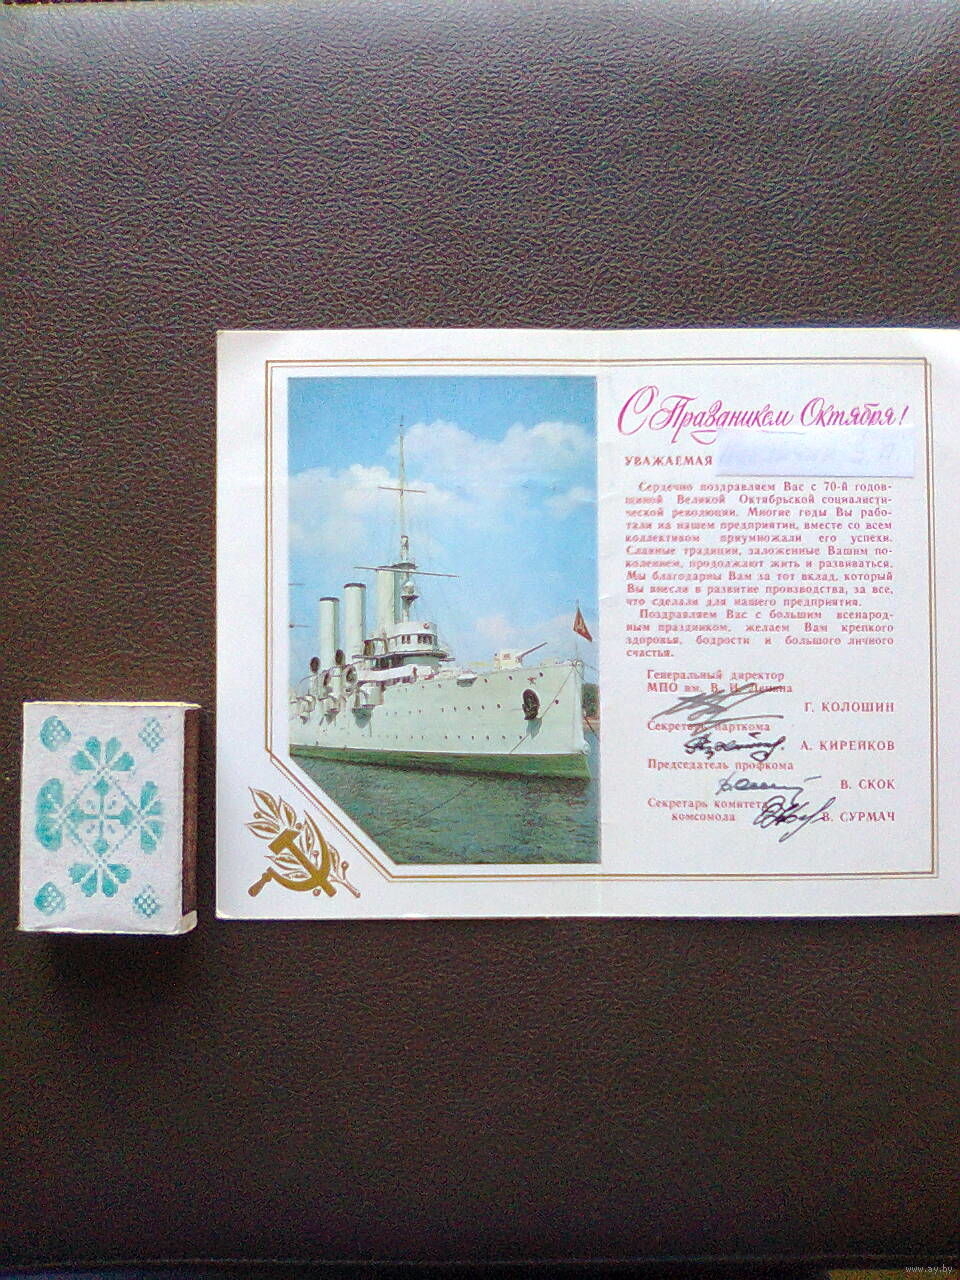 С Праздником Октября!
УВАЖАЕМАЯ
Сердечно поздравляем Вас с 70-й годов-
щиной Великой Октябрьской социалисти-
ческой революции. Многие годы Вы рабо-
тали на нашем предприятии, вместе со всем
коллективом приумножали его успехи.
Славные традиции, заложенные Вашим по-
колением, продолжают жить и развиваться.
Мы благодарны Вам за тот вклад, который
Вы внесли в развитие производства, за все,
что сделали для нашего предприятия.
Поздравляем Вас с большим всенарод-
ным праздником, желаем Вам крепкого
здоровья, бодрости и большого личного
счастья.
Генеральный директор
МПО им. В. И. Ленина
Г. КОЛОШИН
Секретарь парткома
А. КИРЕЙКОВ
Председатель профкома
В. СКОК
Секретарь комитета
комсомола В. СУРМАЧ
www.ay.by